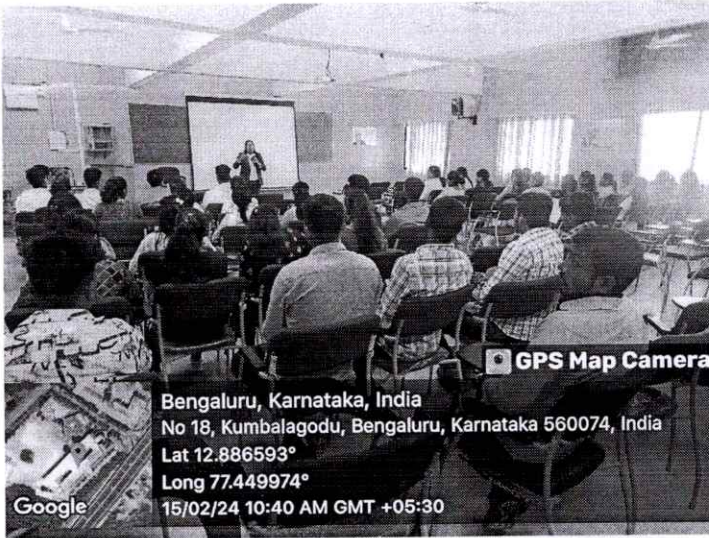 GPS Map Camera
Bengaluru, Karnataka, India
No 18, Kumbalagodu, Bengaluru, Karnataka 560074, India
Lat 12.886593°
Long 77.449974°
15/02/24 10:40 AM GMT +05:30
Google